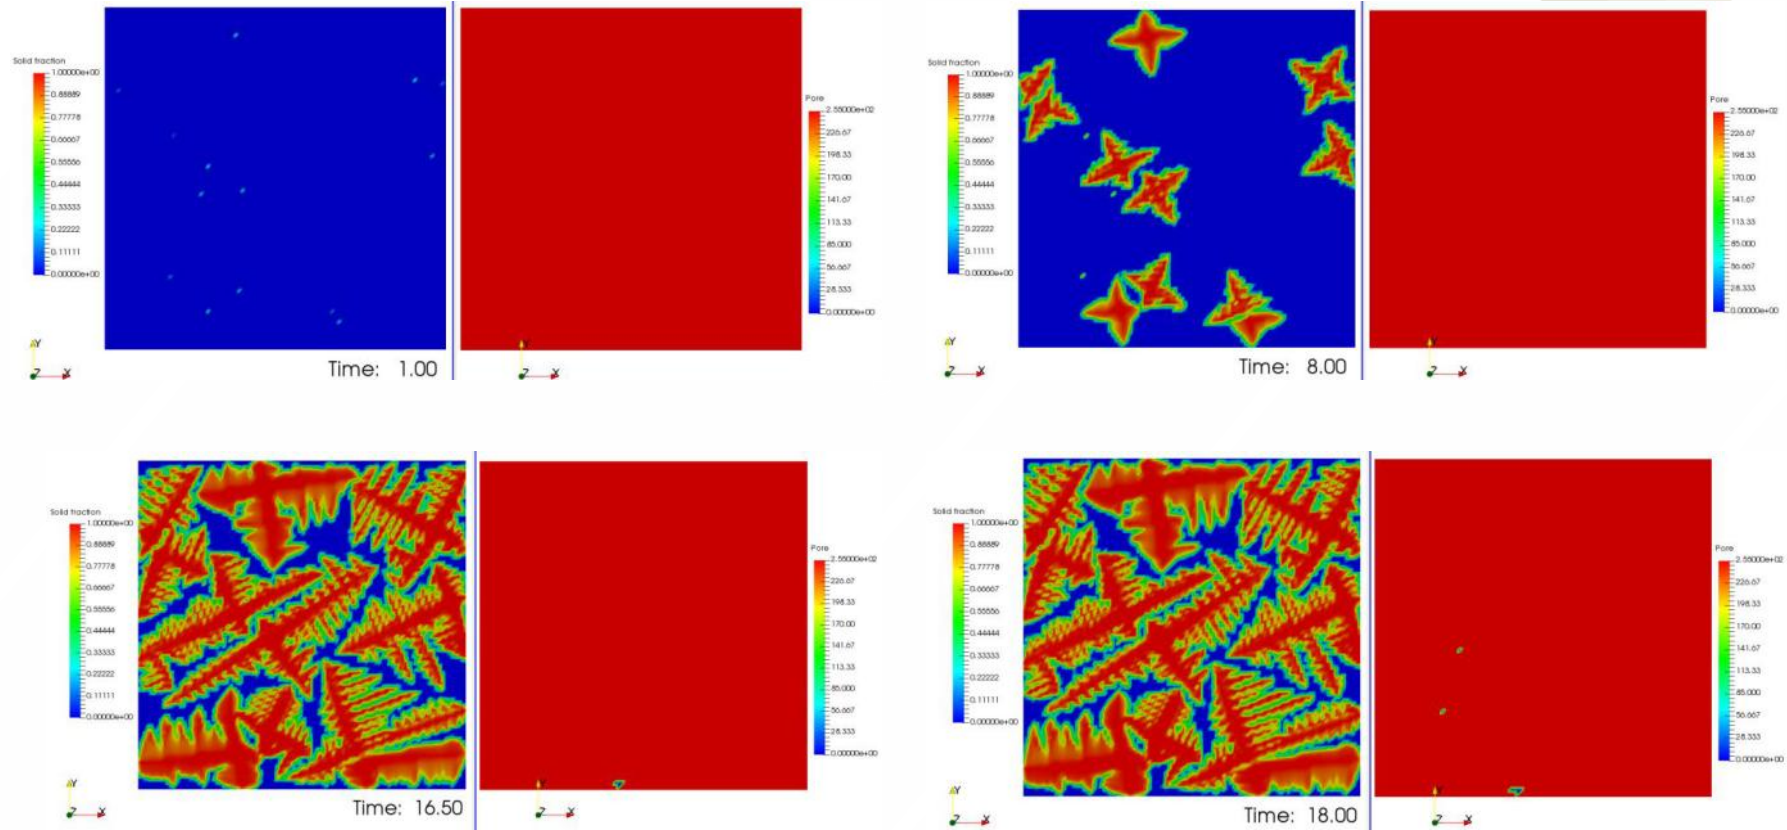 Solid fraction
1.00000e+00
0.88889
0.77778
0.66667
0.55556
0.44444
0.33333
0.22222
0.11111
0.00000e+00
Pore
2.55000e+02
226.67
198.33
170.00
141.67
113.33
85.000
56.667
28.333
0.00000e+00
Y
Z X
Y
Z X
Time: 1.00
Solid fraction
1.00000e+00
0.88889
0.77778
0.66667
0.55556
0.44444
0.33333
0.22222
0.11111
0.00000e+00
Pore
2.55000e+02
226.67
198.33
170.00
141.67
113.33
85.000
56.667
28.333
0.00000e+00
Y
Z X
Y
Z X
Time: 8.00
Solid fraction
1.00000e+00
0.88889
0.77778
0.66667
0.55556
0.44444
0.33333
0.22222
0.11111
0.00000e+00
Pore
2.55000e+02
226.67
198.33
170.00
141.67
113.33
85.000
56.667
28.333
0.00000e+00
Y
Z X
Y
Z X
Time: 16.50
Solid fraction
1.00000e+00
0.88889
0.77778
0.66667
0.55556
0.44444
0.33333
0.22222
0.11111
0.00000e+00
Pore
2.55000e+02
226.67
198.33
170.00
141.67
113.33
85.000
56.667
28.333
0.00000e+00
Y
Z X
Y
Z X
Time: 18.00